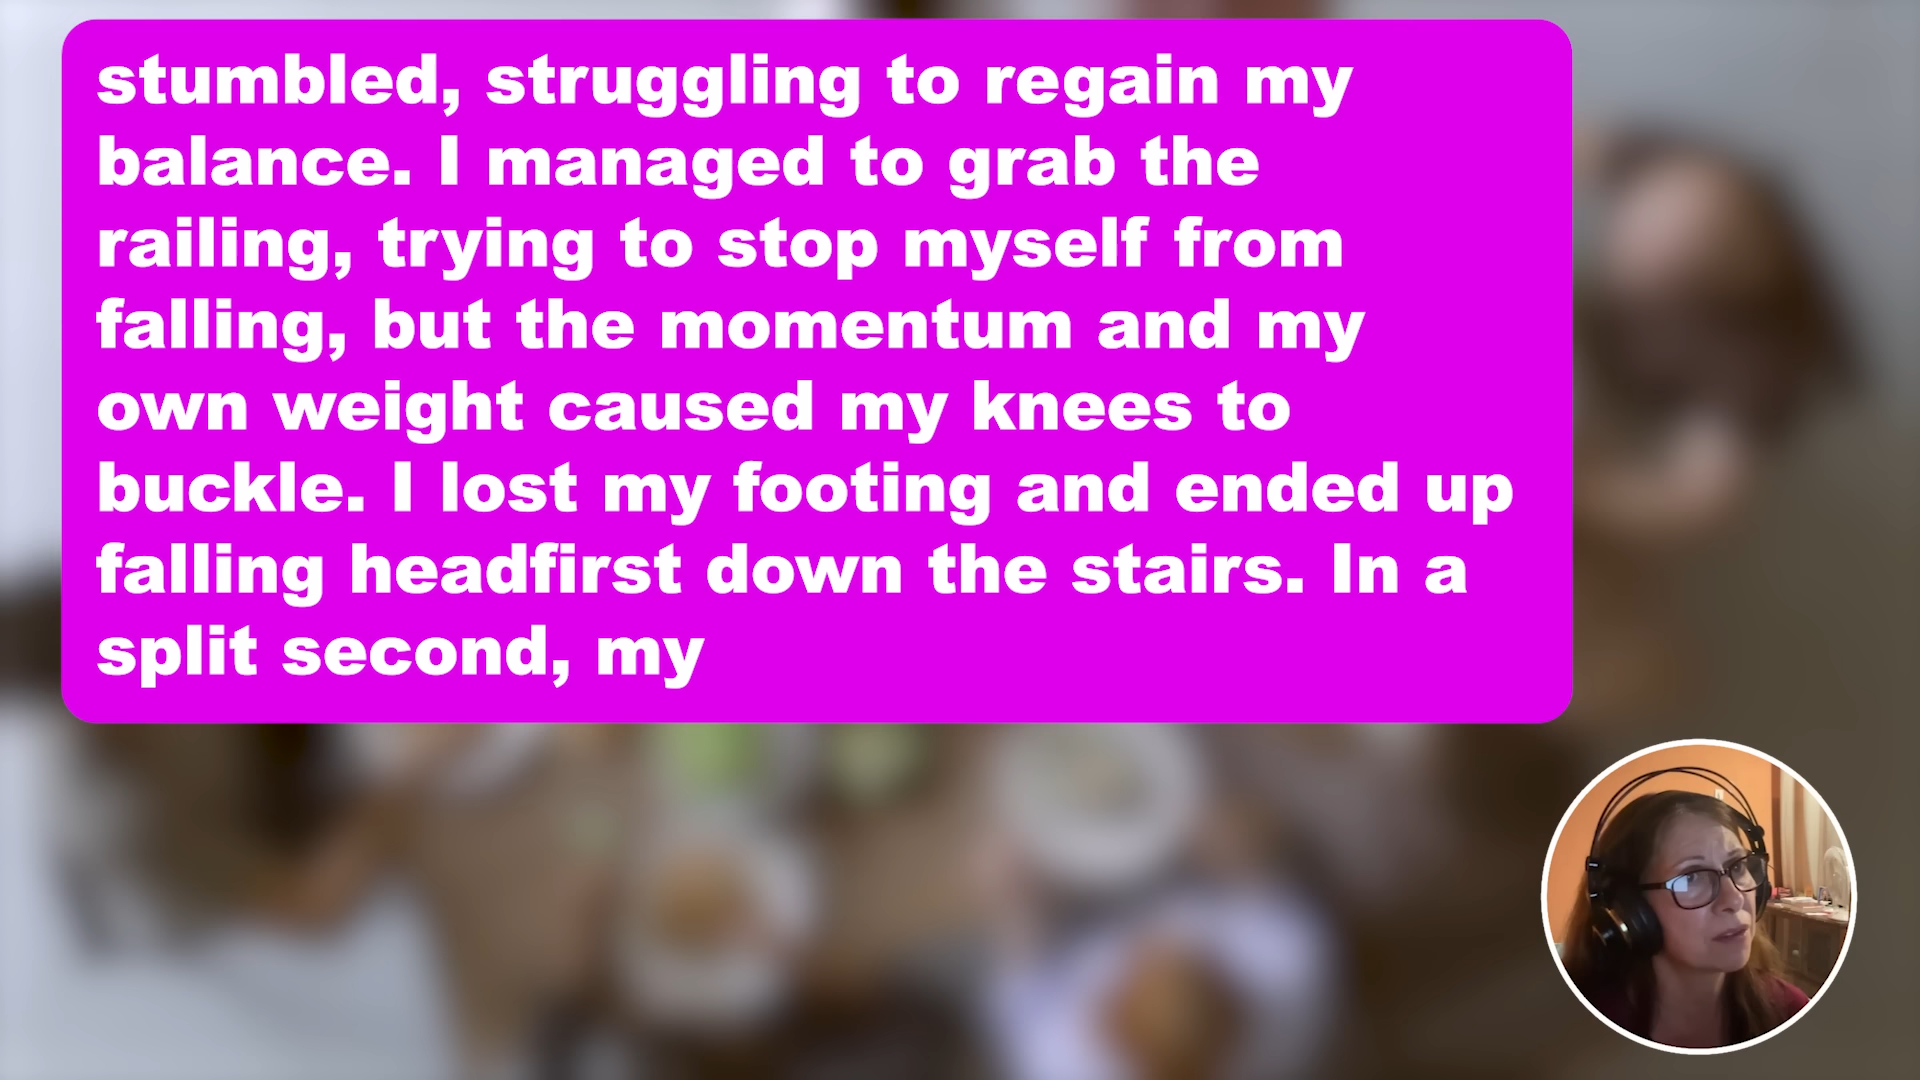 stumbled, struggling to regain my
balance. I managed to grab the
railing, trying to stop myself from
falling, but the momentum and my
own weight caused my knees to
buckle. I lost my footing and ended up
falling headfirst down the stairs. In a
split second, my